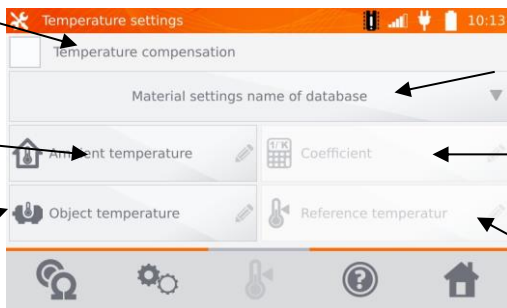 Temperature settings 10:13
Temperature compensation
Material settings name of database
Ambient temperature
1/K
Coefficient
Object temperature
Reference temperatur